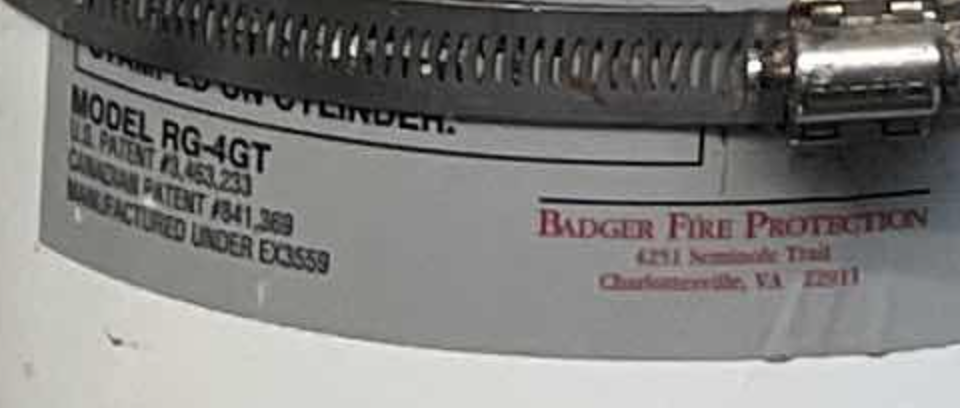 STAMPED ON CYLINDER.
MODEL RG-4GT
U.S. PATENT #3,463,233
CANADIAN PATENT #841,369
MANUFACTURED UNDER EX3559
BADGER FIRE PROTECTION
4251 Seminole Trail
Charlottesville, VA 22911